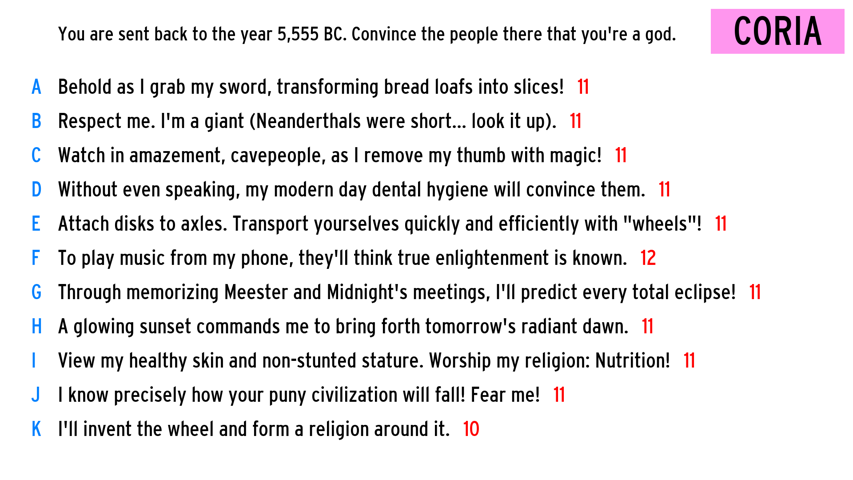 You are sent back to the year 5,555 BC. Convince the people there that you're a god.
CORIA
A Behold as I grab my sword, transforming bread loafs into slices! 11
B Respect me. I'm a giant (Neanderthals were short... look it up). 11
C Watch in amazement, cavepeople, as I remove my thumb with magic! 11
D Without even speaking, my modern day dental hygiene will convince them. 11
E Attach disks to axles. Transport yourselves quickly and efficiently with "wheels"! 11
F To play music from my phone, they'll think true enlightenment is known. 12
G Through memorizing Meester and Midnight's meetings, I'll predict every total eclipse! 11
H A glowing sunset commands me to bring forth tomorrow's radiant dawn. 11
I View my healthy skin and non-stunted stature. Worship my religion: Nutrition! 11
J I know precisely how your puny civilization will fall! Fear me! 11
K I'll invent the wheel and form a religion around it. 10